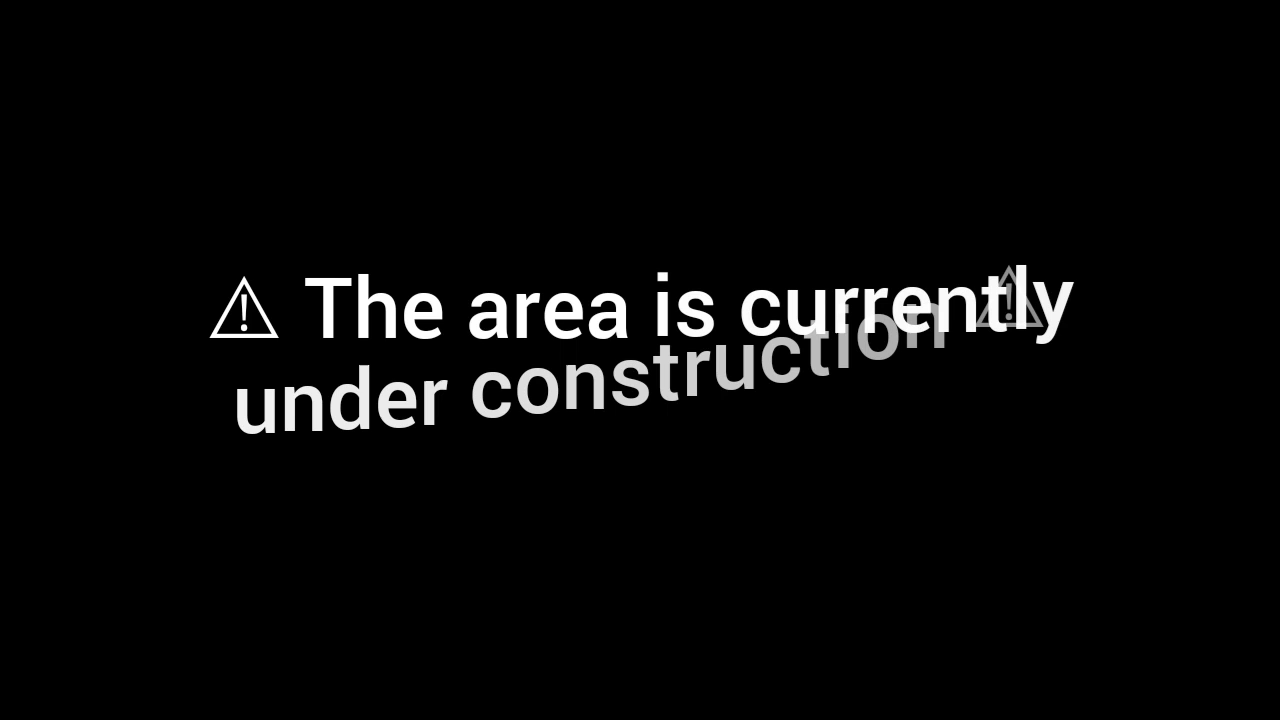 ⚠ The area is currently
under construction ⚠